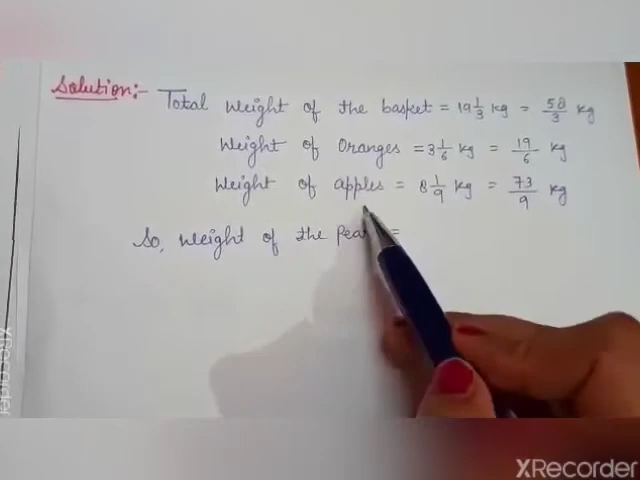 Solution:- Total weight of the basket = 19 1/3 kg = 58/3 kg
Weight of Oranges = 3 1/6 kg = 19/6 kg
Weight of apples = 8 1/9 kg = 73/9 kg
So, weight of the =
XRecorder
XRecorder